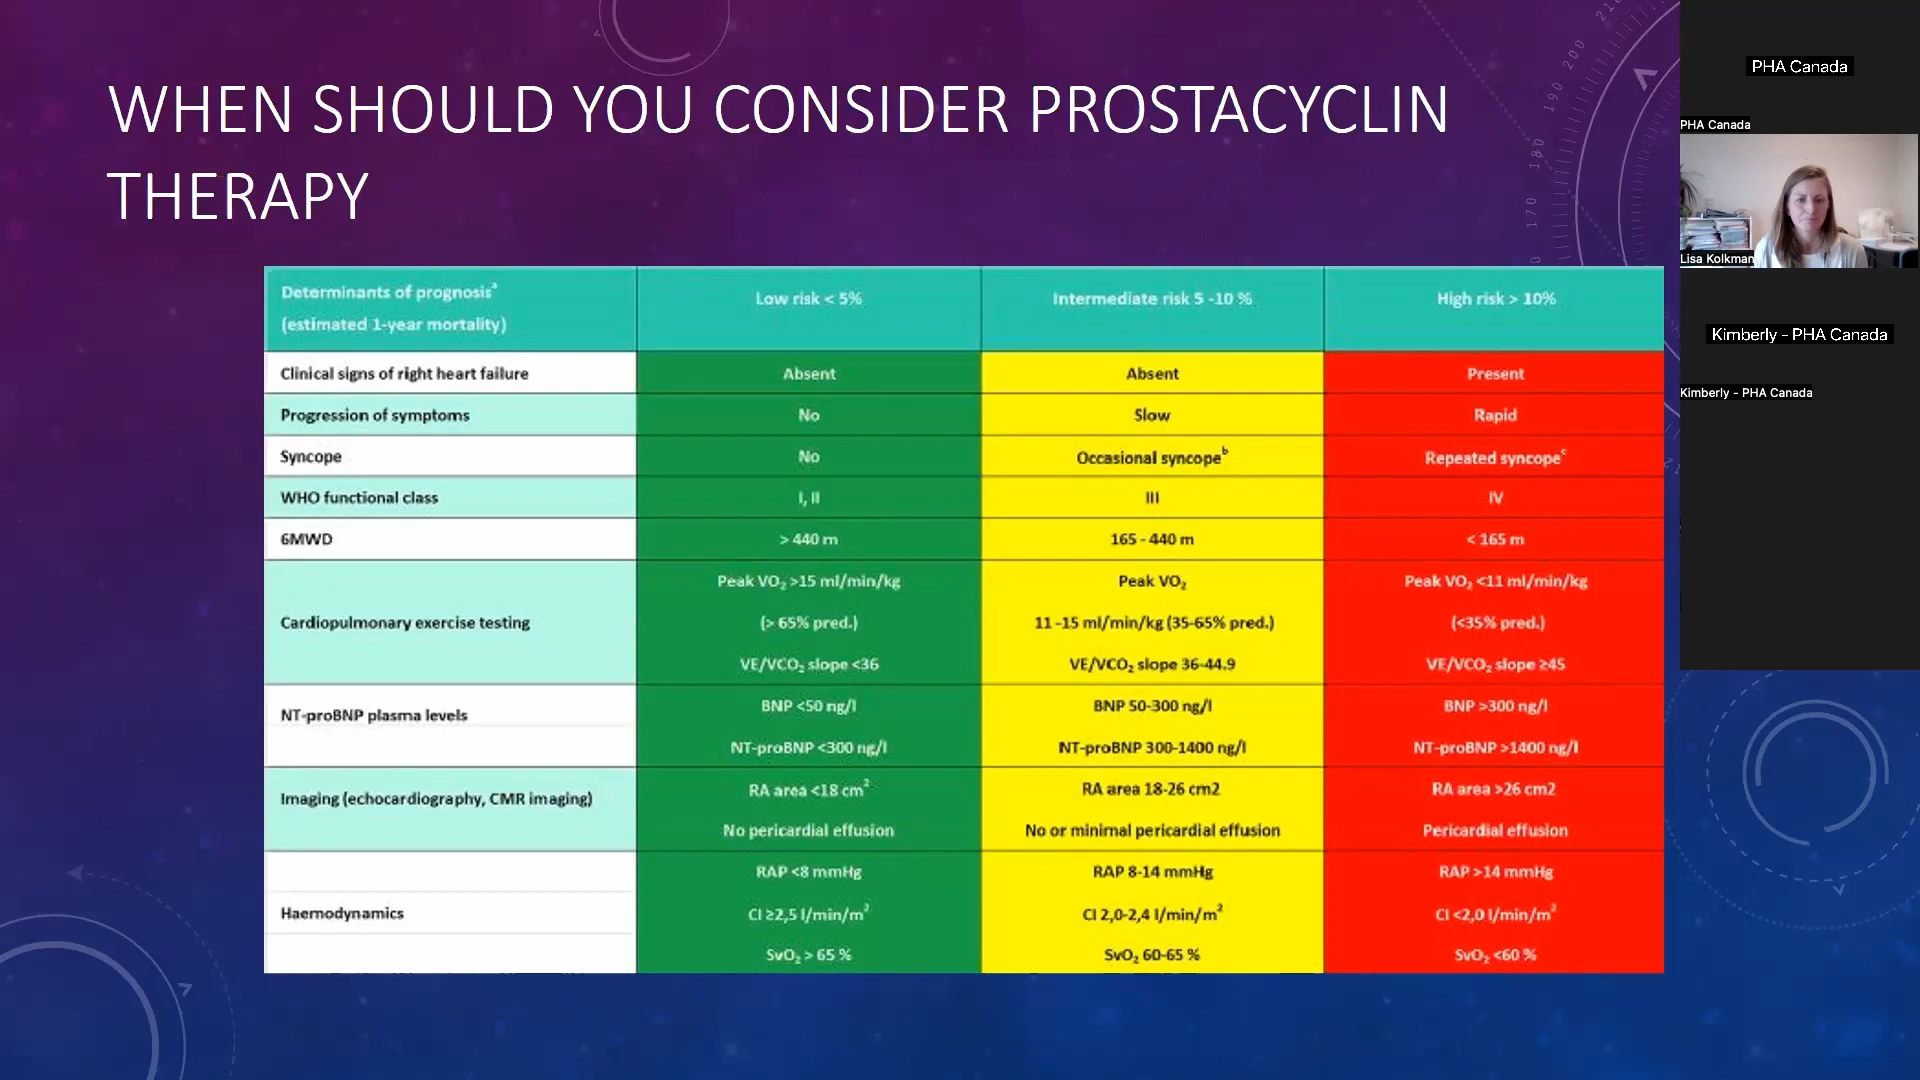 WHEN SHOULD YOU CONSIDER PROSTACYCLIN
THERAPY
Determinants of prognosisᵃ
(estimated 1-year mortality)
Low risk < 5%
Intermediate risk 5 -10 %
High risk > 10%
Clinical signs of right heart failure
Absent
Absent
Present
Progression of symptoms
No
Slow
Rapid
Syncope
No
Occasional syncopeᵇ
Repeated syncopeᶜ
WHO functional class
I, II
III
IV
6MWD
> 440 m
165 - 440 m
< 165 m
Cardiopulmonary exercise testing
Peak VO₂ >15 ml/min/kg
(> 65% pred.)
VE/VCO₂ slope <36
Peak VO₂
11 -15 ml/min/kg (35-65% pred.)
VE/VCO₂ slope 36-44.9
Peak VO₂ <11 ml/min/kg
(<35% pred.)
VE/VCO₂ slope ≥45
NT-proBNP plasma levels
BNP <50 ng/l
NT-proBNP <300 ng/l
BNP 50-300 ng/l
NT-proBNP 300-1400 ng/l
BNP >300 ng/l
NT-proBNP >1400 ng/l
Imaging (echocardiography, CMR imaging)
RA area <18 cm²
No pericardial effusion
RA area 18-26 cm2
No or minimal pericardial effusion
RA area >26 cm2
Pericardial effusion
Haemodynamics
RAP <8 mmHg
CI ≥2,5 l/min/m²
SvO₂ > 65 %
RAP 8-14 mmHg
CI 2,0-2,4 l/min/m²
SvO₂ 60-65 %
RAP >14 mmHg
CI <2,0 l/min/m²
SvO₂ <60 %
PHA Canada
PHA Canada
Lisa Kolkman
Kimberly - PHA Canada
Kimberly - PHA Canada
170
180
190
200